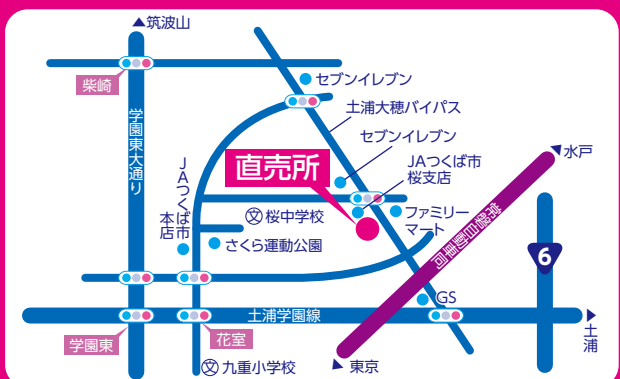 ▲筑波山
柴崎
セブンイレブン
学園東大通り
土浦大穂バイパス
セブンイレブン
直売所
JAつくば市
桜支店
水戸
JAつくば市
本店
文桜中学校
ファミリー
マート
さくら運動公園
常磐自動車道
6
GS
土浦学園線
学園東
花室
土浦
文九重小学校
東京